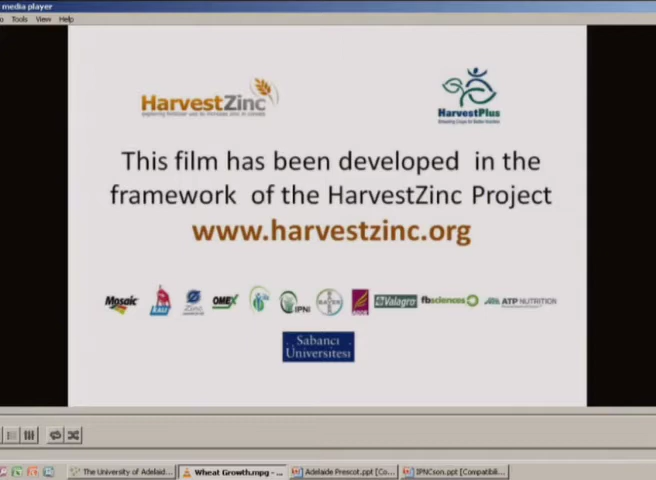 media player
Tools View Help
HarvestZinc
HarvestPlus
This film has been developed in the
framework of the HarvestZinc Project
www.harvestzinc.org
Mosaic
Zinc
OMEX
IPNI
BAYER
Valagro
fbsciences
ATP NUTRITION
Sabancı
Üniversitesi
The University of Adelaid...
Wheat Growth.mpg - ...
Adelaide Prescot.ppt [Co...
IPNCson.ppt [Compatibili...